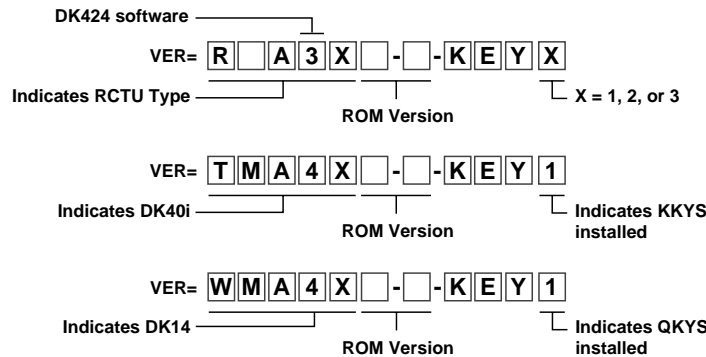 DK424 software
VER= R A 3 X - - K E Y X
Indicates RCTU Type
ROM Version
X = 1, 2, or 3
VER= T M A 4 X - - K E Y 1
Indicates DK40i
ROM Version
Indicates KKYS
installed
VER= W M A 4 X - - K E Y 1
Indicates DK14
ROM Version
Indicates QKYS
installed